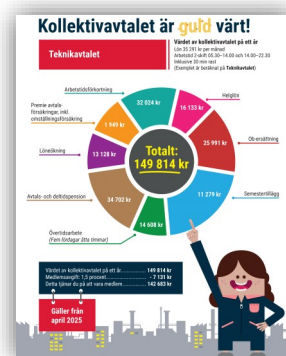 Kollektivavtalet är guld värt!
Teknikavtalet
Värdet av kollektivavtalet på ett år
Lön 35 291 kr per månad
Arbetstid 2-skift 05.30–14.00 och 14.00–22.30
Inklusive 30 min rast
(Exemplet är beräknat på Teknikavtalet)
Arbetstidsförkortning
32 024 kr
Helglön
16 133 kr
Premie avtals-
försäkringar, inkl.
omställningsförsäkring
1 949 kr
Ob-ersättning
25 991 kr
Löneökning
13 128 kr
Totalt:
149 814 kr
Semestertillägg
11 279 kr
Avtals- och deltidspension
34 702 kr
Övertidsarbete
(Fem lördagar åtta timmar)
14 608 kr
Värdet av kollektivavtalet på ett år 149 814 kr
Medlemsavgift: 1,5 procent - 7 131 kr
Detta tjänar du på att vara medlem 142 683 kr
Gäller från
april 2025